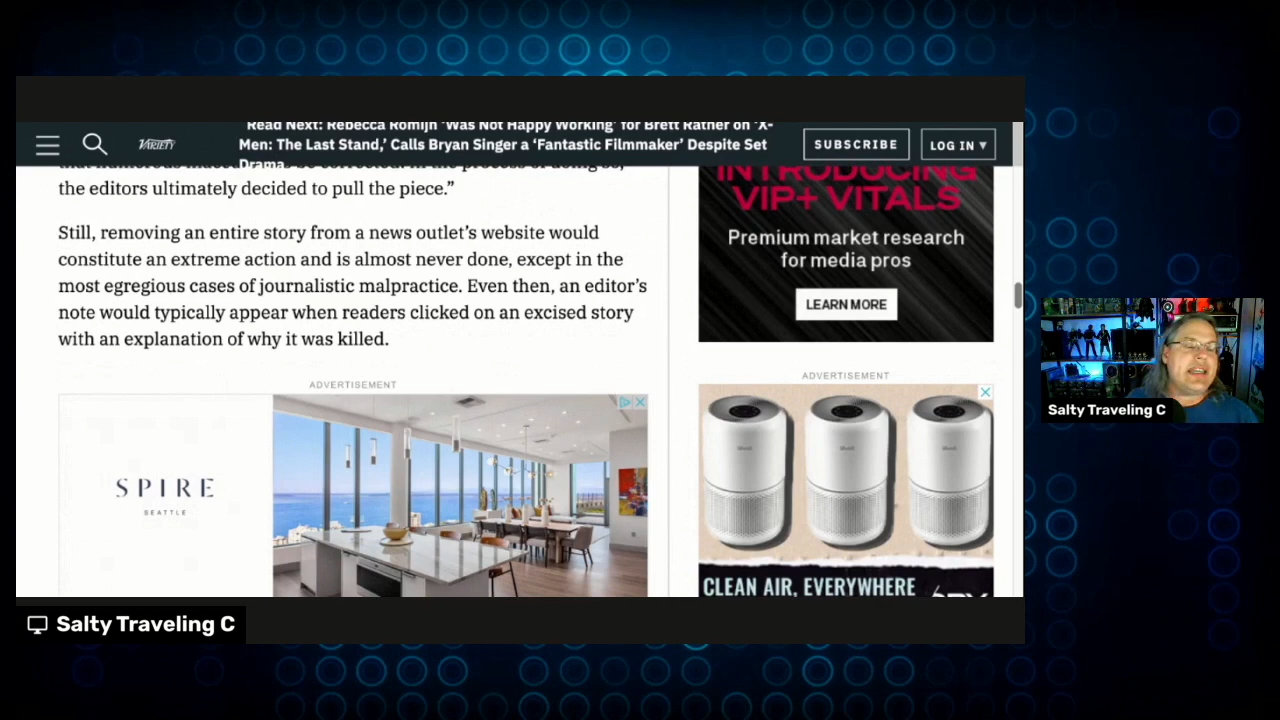 Read Next: Rebecca Romijn ‘Was Not Happy Working’ for Brett Ratner on ‘X-
Men: The Last Stand,’ Calls Bryan Singer a ‘Fantastic Filmmaker’ Despite Set
Drama
VARIETY
SUBSCRIBE
LOG IN ▾
the editors ultimately decided to pull the piece.”
Still, removing an entire story from a news outlet’s website would
constitute an extreme action and is almost never done, except in the
most egregious cases of journalistic malpractice. Even then, an editor’s
note would typically appear when readers clicked on an excised story
with an explanation of why it was killed.
ADVERTISEMENT
SPIRE
SEATTLE
INTRODUCING
VIP+ VITALS
Premium market research
for media pros
LEARN MORE
ADVERTISEMENT
CLEAN AIR, EVERYWHERE
Salty Traveling C
Salty Traveling C